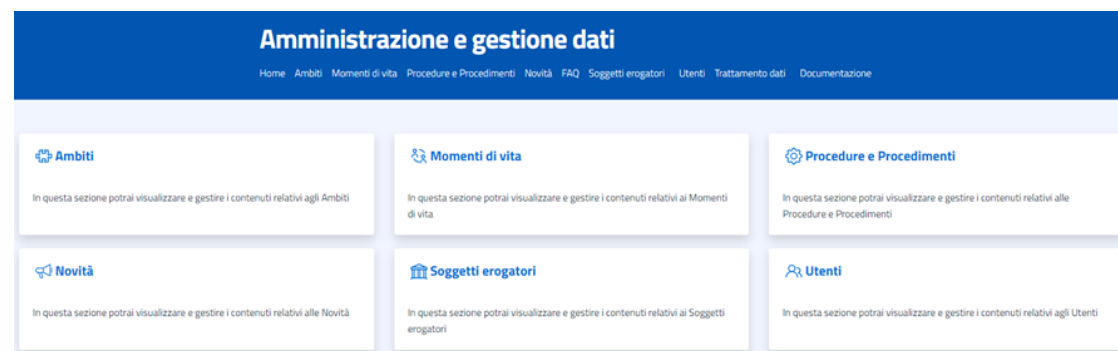 Amministrazione e gestione dati
Home Ambiti Momenti di vita Procedure e Procedimenti Novità FAQ Soggetti erogatori Utenti Trattamento dati Documentazione
Ambiti
In questa sezione potrai visualizzare e gestire i contenuti relativi agli Ambiti
Momenti di vita
In questa sezione potrai visualizzare e gestire i contenuti relativi ai Momenti
di vita
Procedure e Procedimenti
In questa sezione potrai visualizzare e gestire i contenuti relativi alle
Procedure e Procedimenti
Novità
In questa sezione potrai visualizzare e gestire i contenuti relativi alle Novità
Soggetti erogatori
In questa sezione potrai visualizzare e gestire i contenuti relativi ai Soggetti
erogatori
Utenti
In questa sezione potrai visualizzare e gestire i contenuti relativi agli Utenti